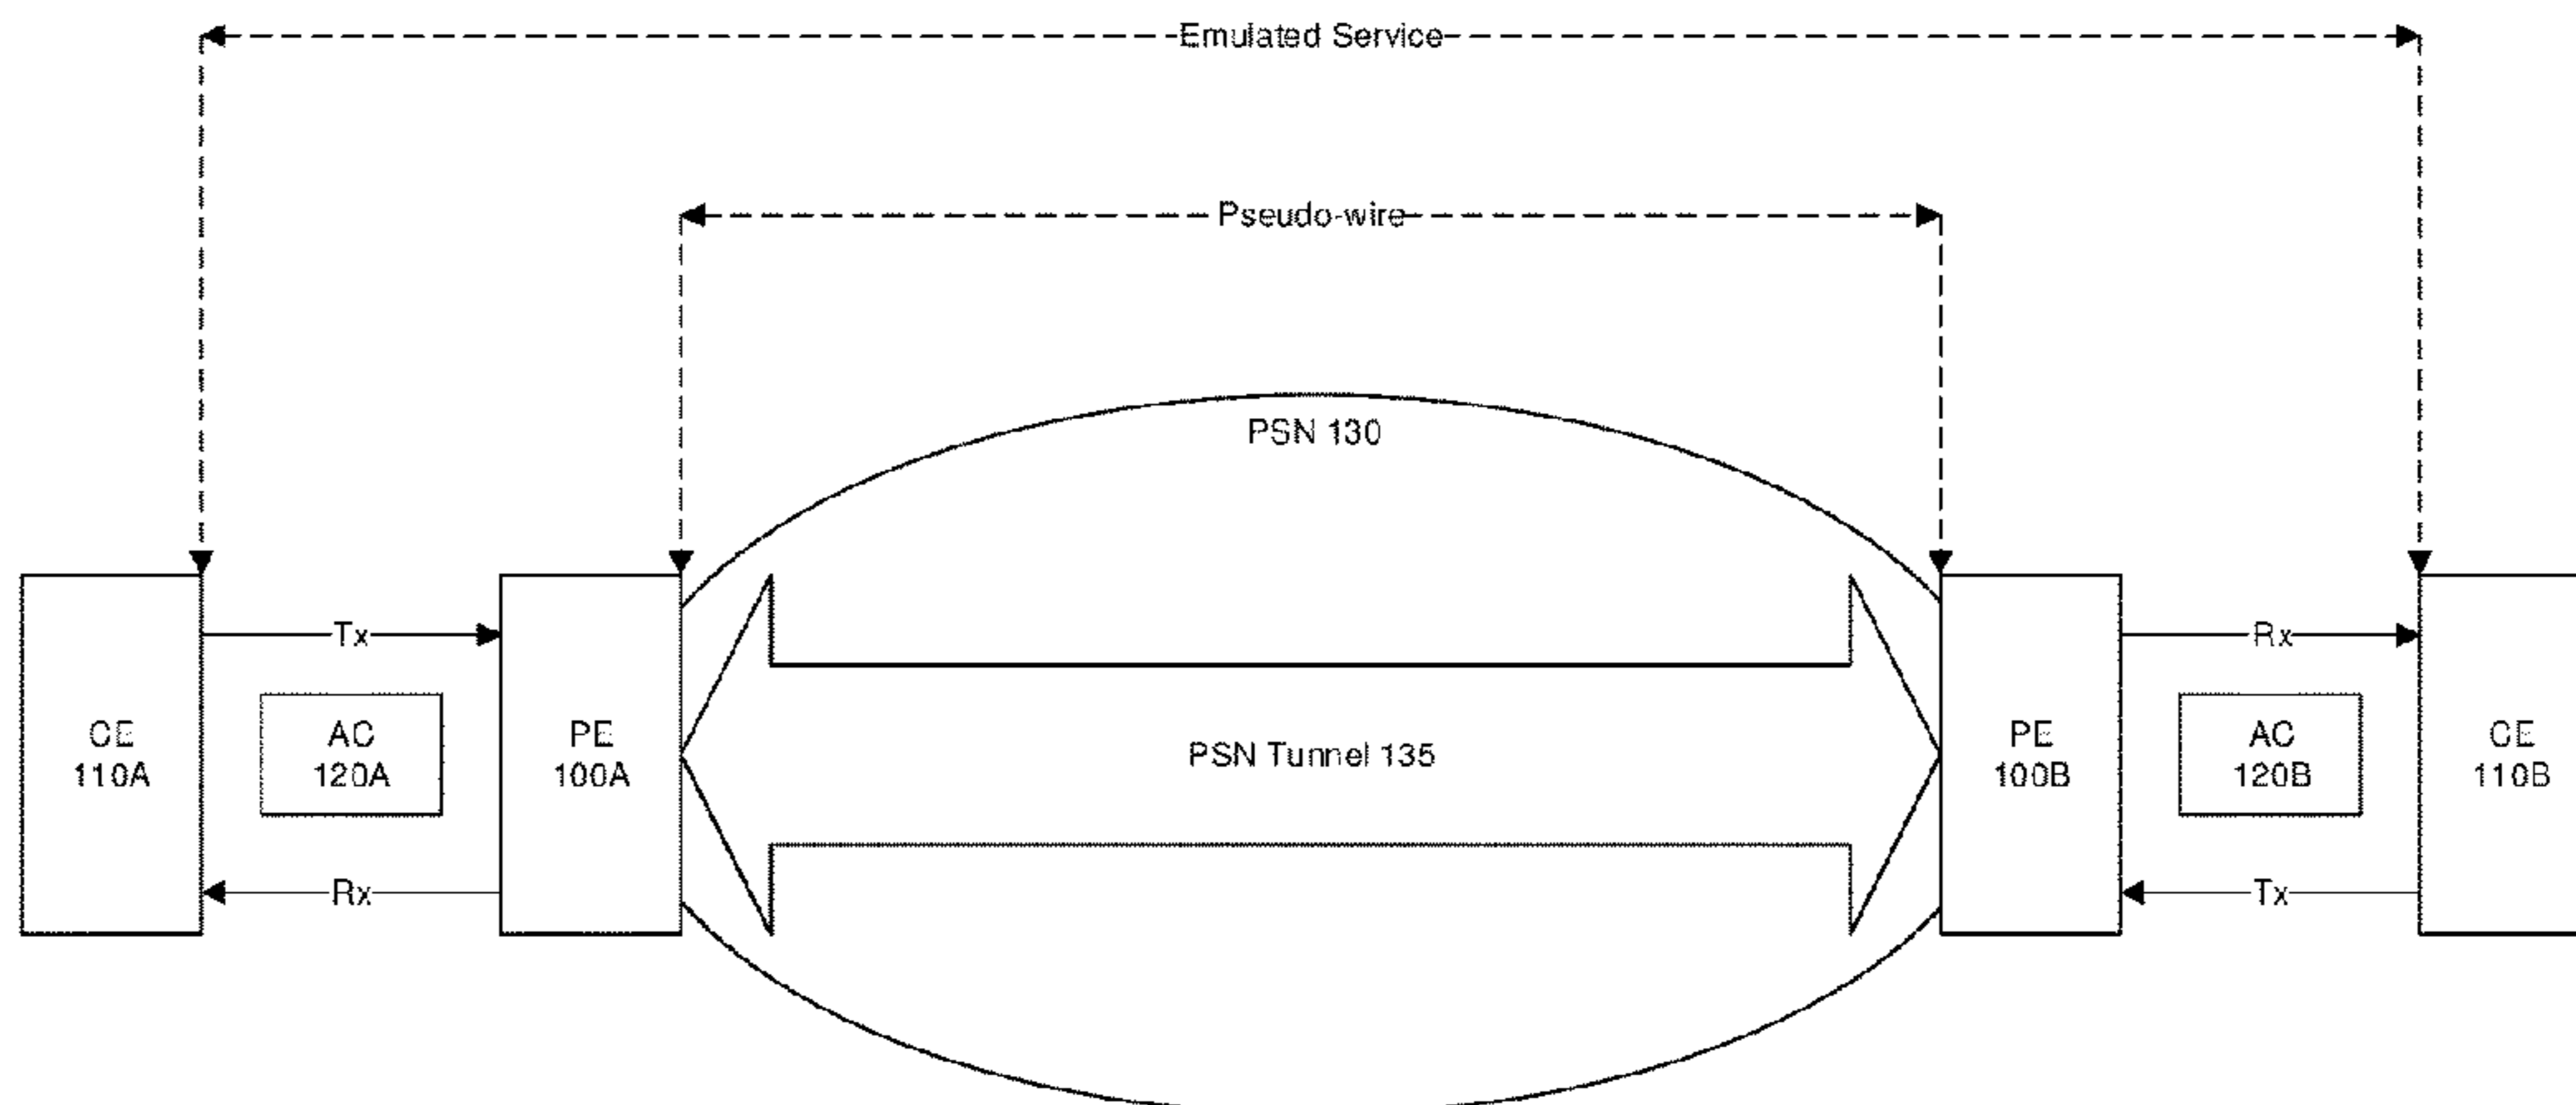 Emulated Service
Pseudo-wire
PSN 130
Tx
Rx
CE
110A
AC
120A
PE
100A
PSN Tunnel 135
PE
100B
AC
120B
CE
110B
Rx
Tx